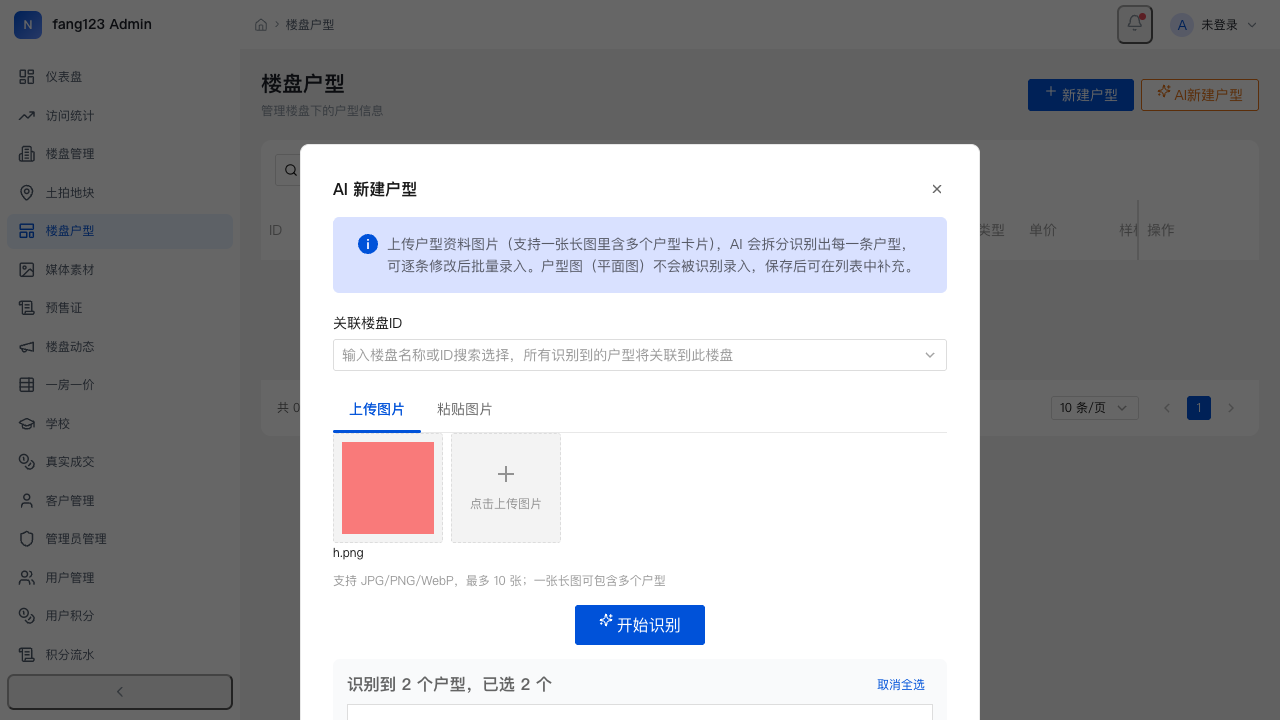 N fang123 Admin
楼盘户型
未登录
A
仪表盘
访问统计
楼盘管理
土拍地块
楼盘户型
媒体素材
预售证
楼盘动态
一房一价
学校
真实成交
客户管理
管理员管理
用户管理
用户积分
积分流水
楼盘户型
管理楼盘下的户型信息
新建户型
AI新建户型
ID
类型
单价
操作
共 0
10 条/页
1
AI 新建户型
上传户型资料图片（支持一张长图里含多个户型卡片），AI 会拆分识别出每一条户型，
可逐条修改后批量录入。户型图（平面图）不会被识别录入，保存后可在列表中补充。
关联楼盘ID
输入楼盘名称或ID搜索选择，所有识别到的户型将关联到此楼盘
上传图片
粘贴图片
点击上传图片
h.png
支持 JPG/PNG/WebP，最多 10 张；一张长图可包含多个户型
开始识别
识别到 2 个户型，已选 2 个
取消全选